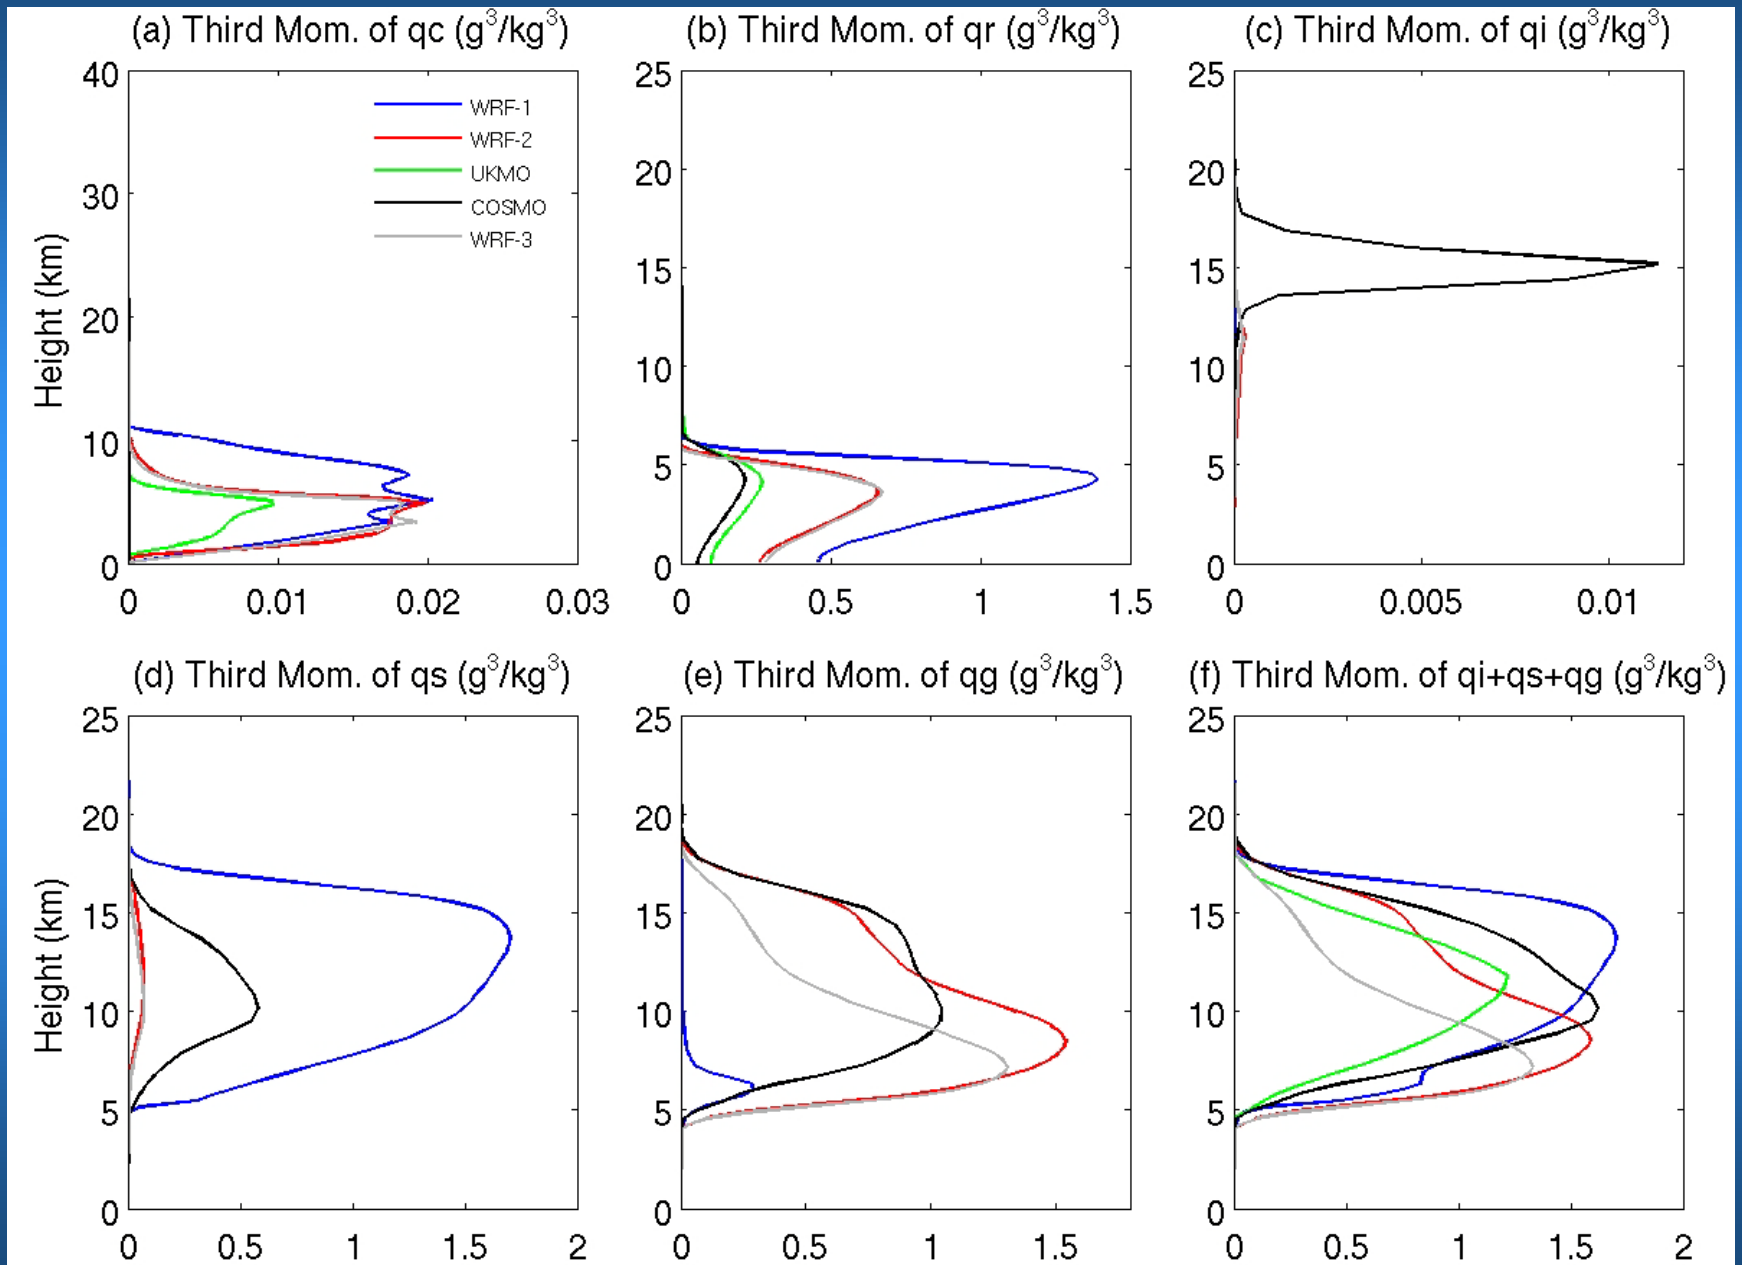 (a) Third Mom. of qc (g³/kg³)
(b) Third Mom. of qr (g³/kg³)
(c) Third Mom. of qi (g³/kg³)
40
30
20
10
0
Height (km)
WRF-1
WRF-2
UKMO
COSMO
WRF-3
0 0.01 0.02 0.03
25
20
15
10
5
0
0 0.5 1 1.5
25
20
15
10
5
0
0 0.005 0.01
(d) Third Mom. of qs (g³/kg³)
(e) Third Mom. of qg (g³/kg³)
(f) Third Mom. of qi+qs+qg (g³/kg³)
25
20
15
10
5
0
Height (km)
0 0.5 1 1.5 2
25
20
15
10
5
0
0 0.5 1 1.5
25
20
15
10
5
0
0 0.5 1 1.5 2